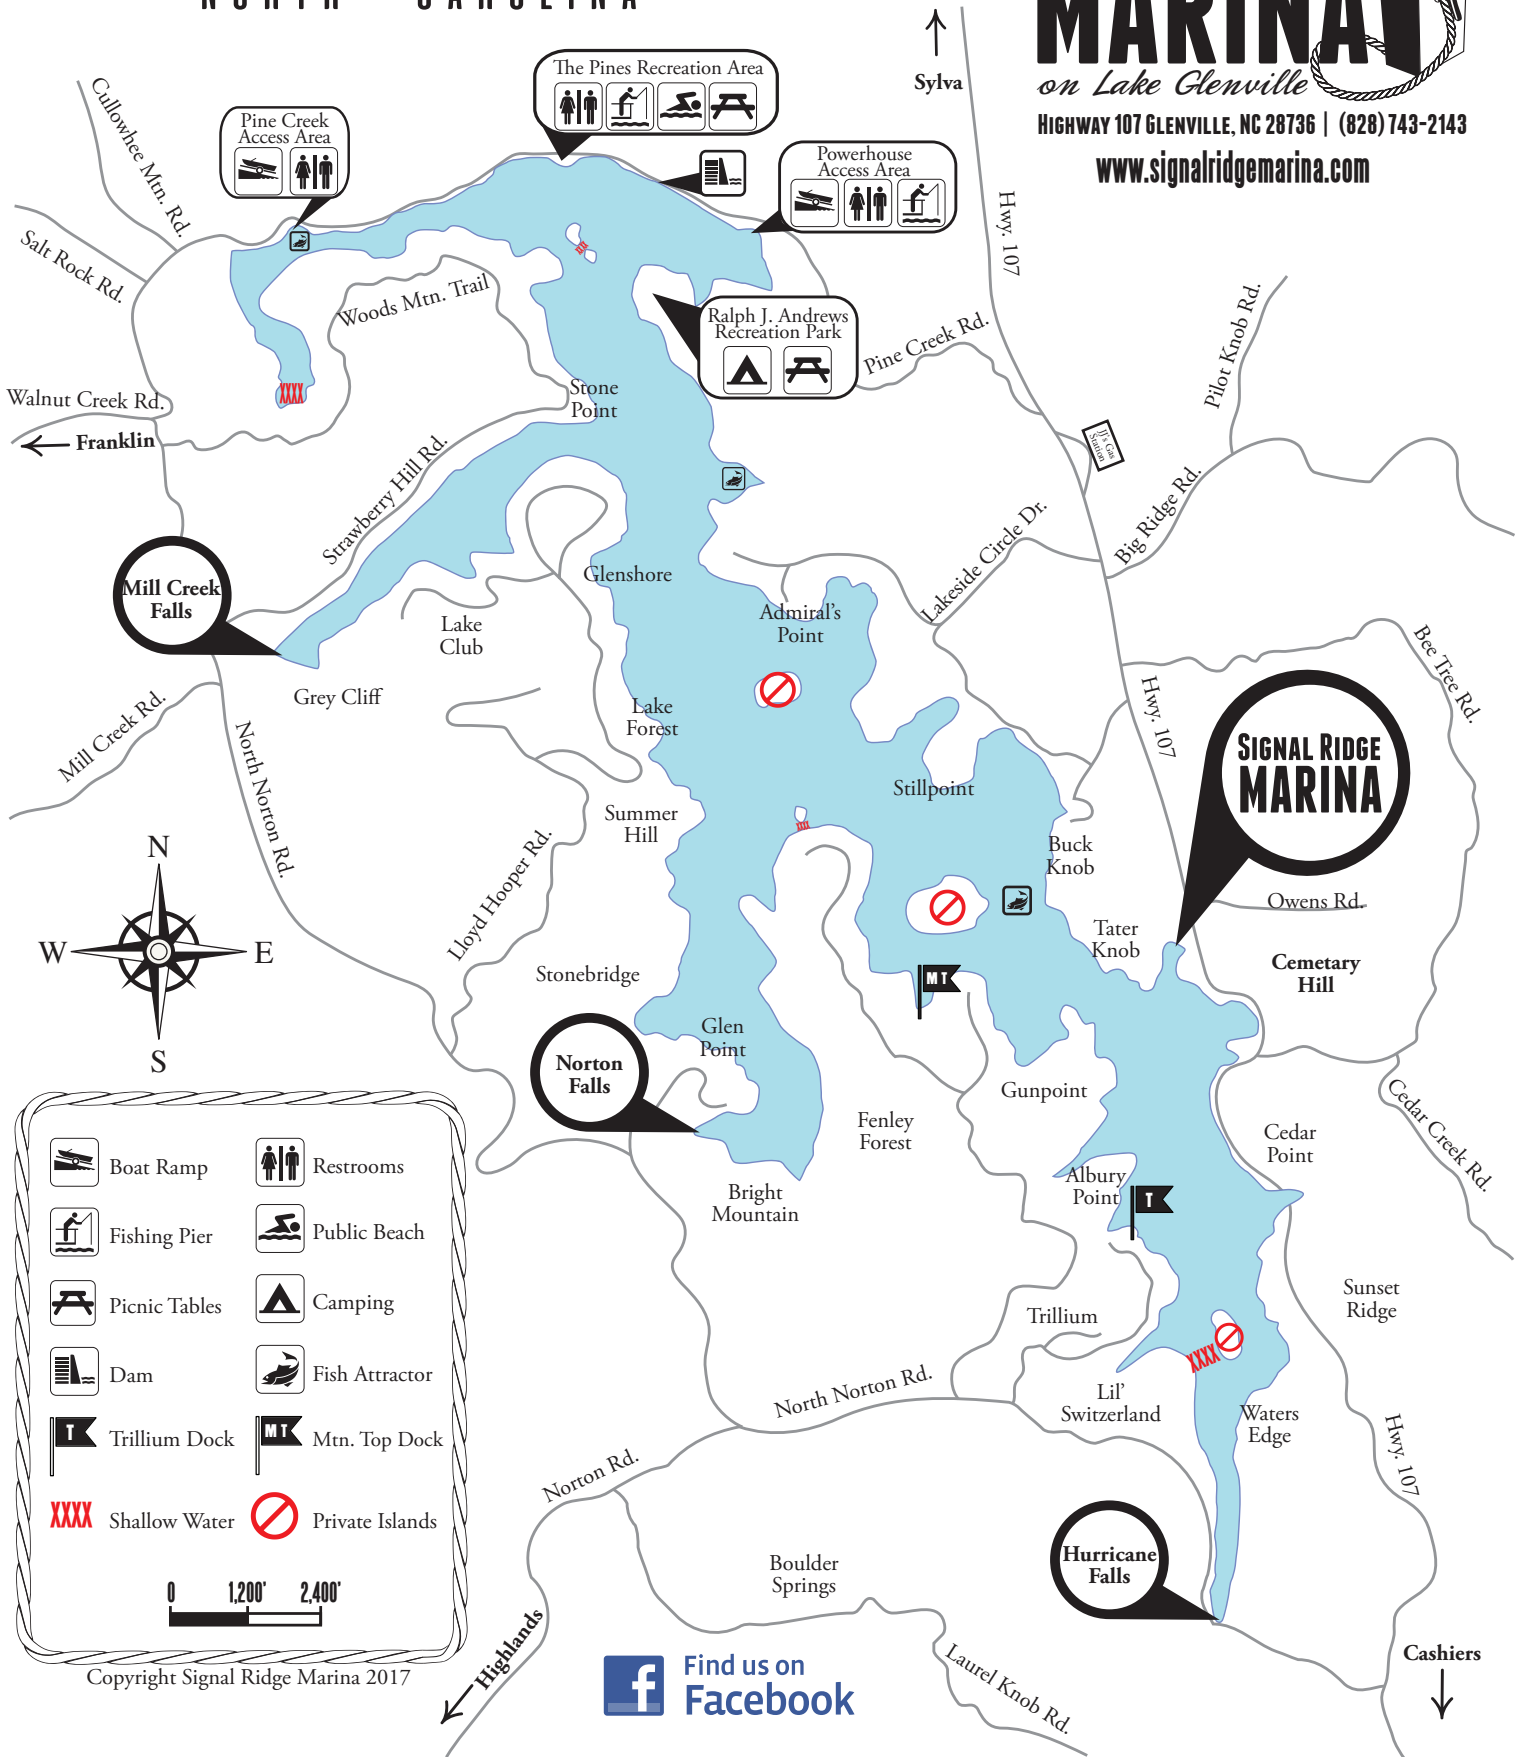 NORTH CAROLINA
MARINA
on Lake Glenville
HIGHWAY 107 GLENVILLE, NC 28736 | (828) 743-2143
www.signalridgemarina.com
Sylva
The Pines Recreation Area
Pine Creek
Access Area
Powerhouse
Access Area
Cullowhee Mtn. Rd.
Salt Rock Rd.
Woods Mtn. Trail
Hwy. 107
Ralph J. Andrews
Recreation Park
Pine Creek Rd.
Pilot Knob Rd.
Walnut Creek Rd.
Franklin
XXXX
Stone
Point
JJ's Gas
Station
Strawberry Hill Rd.
Big Ridge Rd.
Lakeside Circle Dr.
Mill Creek
Falls
Glenshore
Admiral's
Point
Lake
Club
Bee Tree Rd.
Grey Cliff
Mill Creek Rd.
North Norton Rd.
Lake
Forest
Hwy. 107
SIGNAL RIDGE
MARINA
Stillpoint
Summer
Hill
Buck
Knob
Lloyd Hooper Rd.
Owens Rd.
Tater
Knob
Cemetary
Hill
N
W
E
S
Stonebridge
MT
Glen
Point
Norton
Falls
Gunpoint
Fenley
Forest
Cedar Creek Rd.
Cedar
Point
Albury
Point
T
Bright
Mountain
Sunset
Ridge
Trillium
XXXX
North Norton Rd.
Lil'
Switzerland
Waters
Edge
Hwy. 107
Norton Rd.
Hurricane
Falls
Boulder
Springs
Highlands
Laurel Knob Rd.
Cashiers
Boat Ramp
Restrooms
Fishing Pier
Public Beach
Picnic Tables
Camping
Dam
Fish Attractor
T
Trillium Dock
MT
Mtn. Top Dock
XXXX
Shallow Water
Private Islands
0 1,200' 2,400'
Copyright Signal Ridge Marina 2017
f
Find us on
Facebook